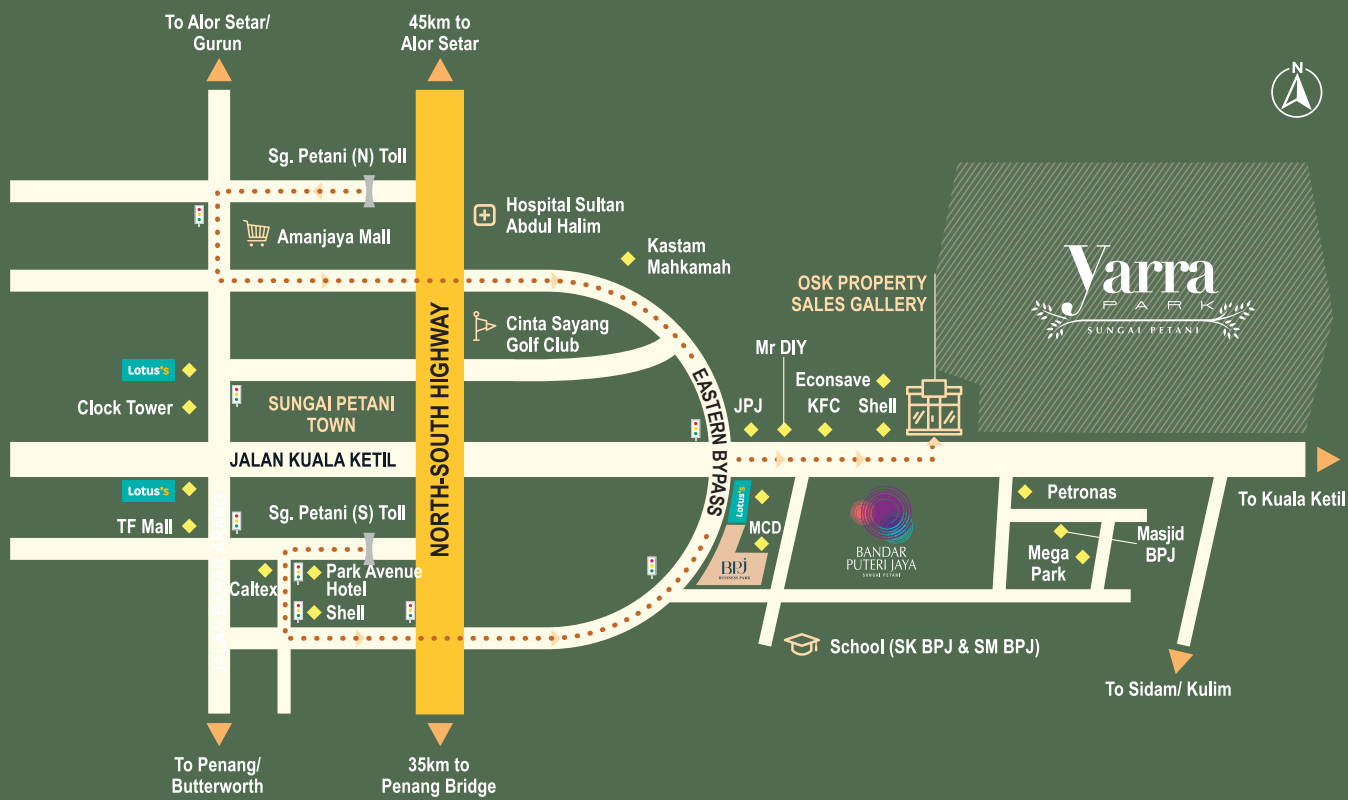 To Alor Setar/
Gurun
45km to
Alor Setar
N
Sg. Petani (N) Toll
Hospital Sultan
Abdul Halim
Amanjaya Mall
Kastam
Mahkamah
OSK PROPERTY
SALES GALLERY
Yarra
PARK
SUNGAI PETANI
Cinta Sayang
Golf Club
NORTH-SOUTH HIGHWAY
EASTERN BYPASS
Mr DIY
Lotus's
Clock Tower
SUNGAI PETANI
TOWN
Econsave
JPJ
KFC
Shell
JALAN KUALA KETIL
To Kuala Ketil
Lotus's
TF Mall
JALAN BAKAR ARANG
Sg. Petani (S) Toll
Lotus's
MCD
BPJ
BUSINESS PARK
BANDAR
PUTERI JAYA
SUNGAI PETANI
Petronas
Masjid
BPJ
Mega
Park
Caltex
Park Avenue
Hotel
Shell
School (SK BPJ & SM BPJ)
To Sidam/ Kulim
To Penang/
Butterworth
35km to
Penang Bridge